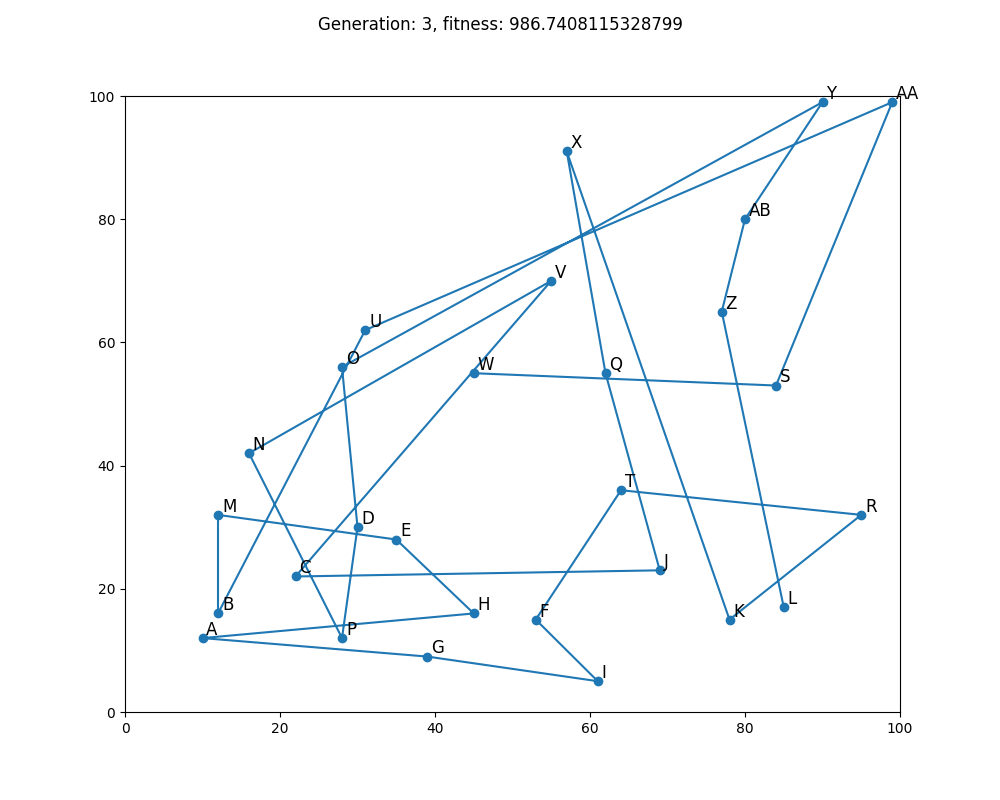 Generation: 3, fitness: 986.7408115328799
100
Y
AA
X
80
AB
V
Z
U
60
O
W
Q
S
N
40
T
M
R
D
E
C
J
20
B
H
F
K
L
A
P
G
I
0
0 20 40 60 80 100